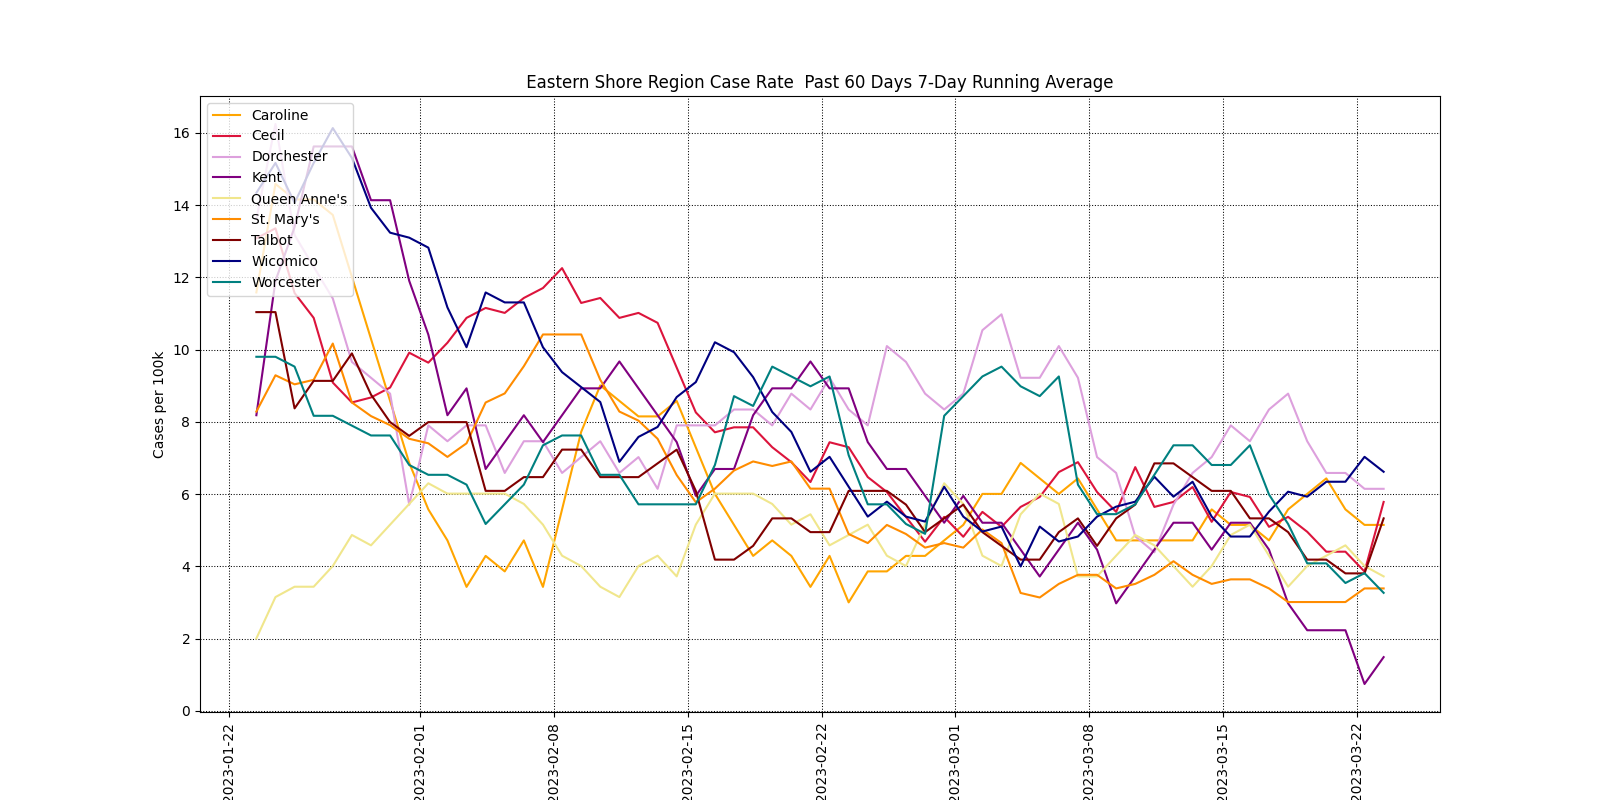 Eastern Shore Region Case Rate  Past 60 Days 7-Day Running Average
Caroline
Cecil
Dorchester
Kent
Queen Anne's
St. Mary's
Talbot
Wicomico
Worcester
Cases per 100k
16
14
12
10
8
6
4
2
0
2023-01-22
2023-02-01
2023-02-08
2023-02-15
2023-02-22
2023-03-01
2023-03-08
2023-03-15
2023-03-22